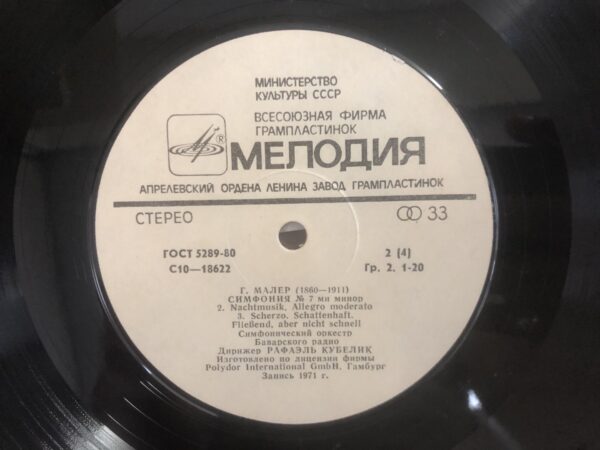 МИНИСТЕРСТВО
КУЛЬТУРЫ СССР
ВСЕСОЮЗНАЯ ФИРМА
ГРАМПЛАСТИНОК
®
МЕЛОДИЯ
АПРЕЛЕВСКИЙ ОРДЕНА ЛЕНИНА ЗАВОД ГРАМПЛАСТИНОК
СТЕРЕО 33
ГОСТ 5289-80 2 (4)
С10—18622 Гр. 2. 1-20
Г. МАЛЕР (1860—1911)
СИМФОНИЯ № 7 ми минор
2. Nachtmusik, Allegro moderato
3. Scherzo. Schattenhaft.
Fließend, aber nicht schnell
Симфонический оркестр
Баварского радио
Дирижер РАФАЭЛЬ КУБЕЛИК
Изготовлено по лицензии фирмы
Polydor International GmbH, Гамбург
Запись 1971 г.